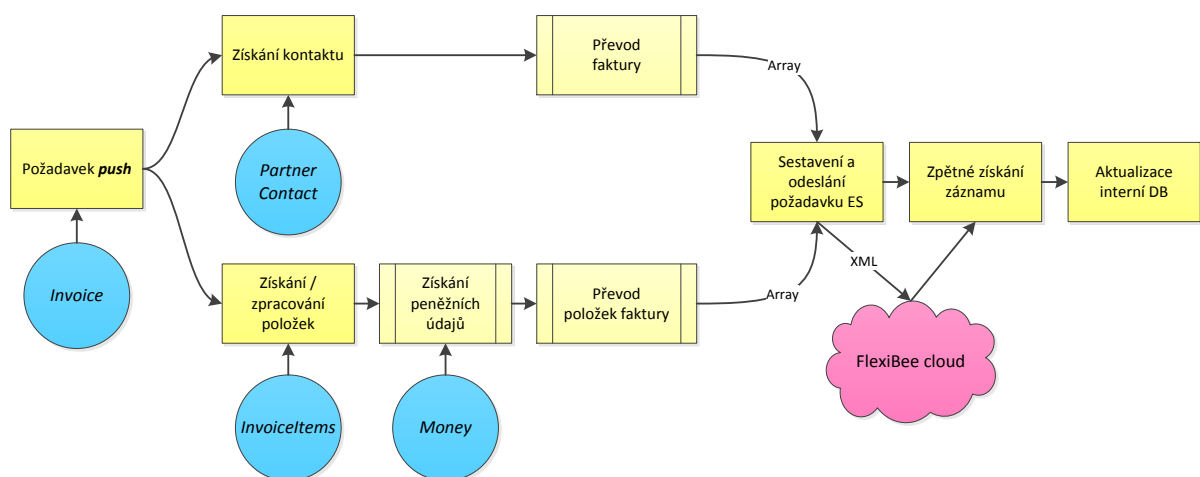 Požadavek push
Invoice
Získání kontaktu
Partner
Contact
Převod
faktury
Array
Získání /
zpracování
položek
InvoiceItems
Získání
peněžních
údajů
Money
Převod
položek faktury
Array
Sestavení a
odeslání
požadavku ES
XML
FlexiBee cloud
Zpětné získání
záznamu
Aktualizace
interní DB